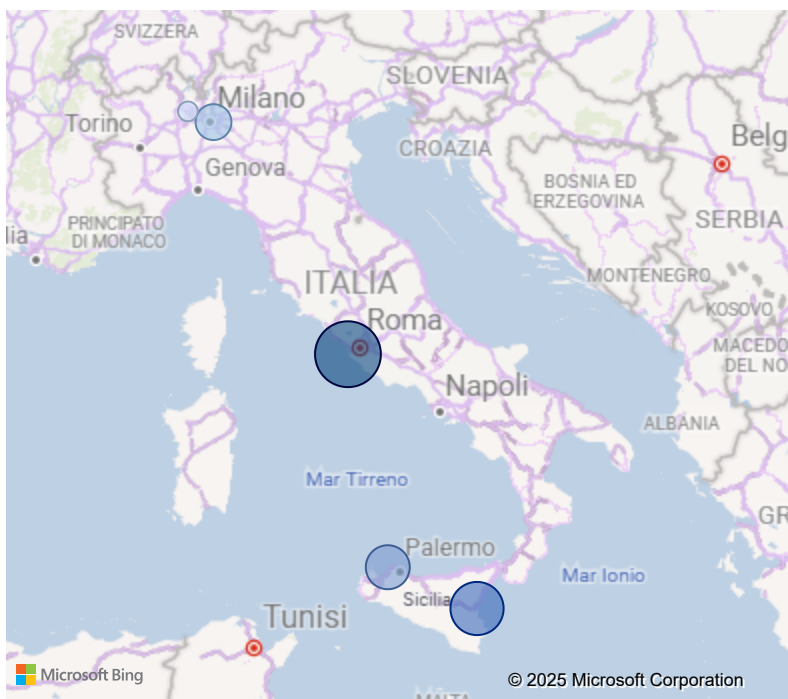 SVIZZERA
SLOVENIA
Milano
Torino
Belg
CROAZIA
Genova
BOSNIA ED
ERZEGOVINA
PRINCIPATO
DI MONACO
lia
SERBIA
ITALIA
MONTENEGRO
KOSOVO
Roma
MACEDO
DEL NO
Napoli
ALBANIA
Mar Tirreno
GR
Palermo
Mar Ionio
Sicilia
Tunisi
Microsoft Bing
© 2025 Microsoft Corporation
MALTA